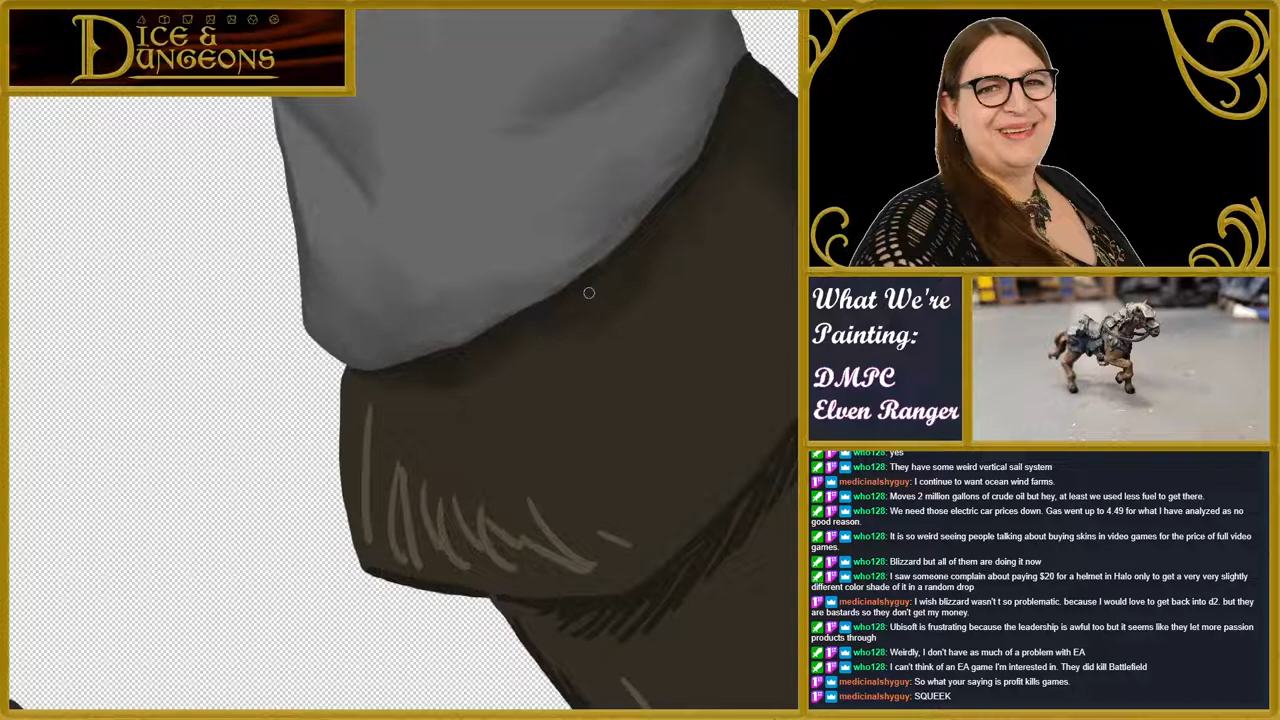 DICE &
DUNGEONS
What We're
Painting:
DMPC
Elven Ranger
who128: yes
who128: They have some weird vertical sail system
medicinalshyguy: I continue to want ocean wind farms.
who128: Moves 2 million gallons of crude oil but hey, at least we used less fuel to get there.
who128: We need those electric car prices down. Gas went up to 4.49 for what I have analyzed as no
good reason.
who128: It is so weird seeing people talking about buying skins in video games for the price of full video
games.
who128: Blizzard but all of them are doing it now
who128: I saw someone complain about paying $20 for a helmet in Halo only to get a very very slightly
different color shade of it in a random drop
medicinalshyguy: I wish blizzard wasn't t so problematic. because I would love to get back into d2. but they
are bastards so they don't get my money.
who128: Ubisoft is frustrating because the leadership is awful too but it seems like they let more passion
products through
who128: Weirdly, I don't have as much of a problem with EA
who128: I can't think of an EA game I'm interested in. They did kill Battlefield
medicinalshyguy: So what your saying is profit kills games.
medicinalshyguy: SQUEEK